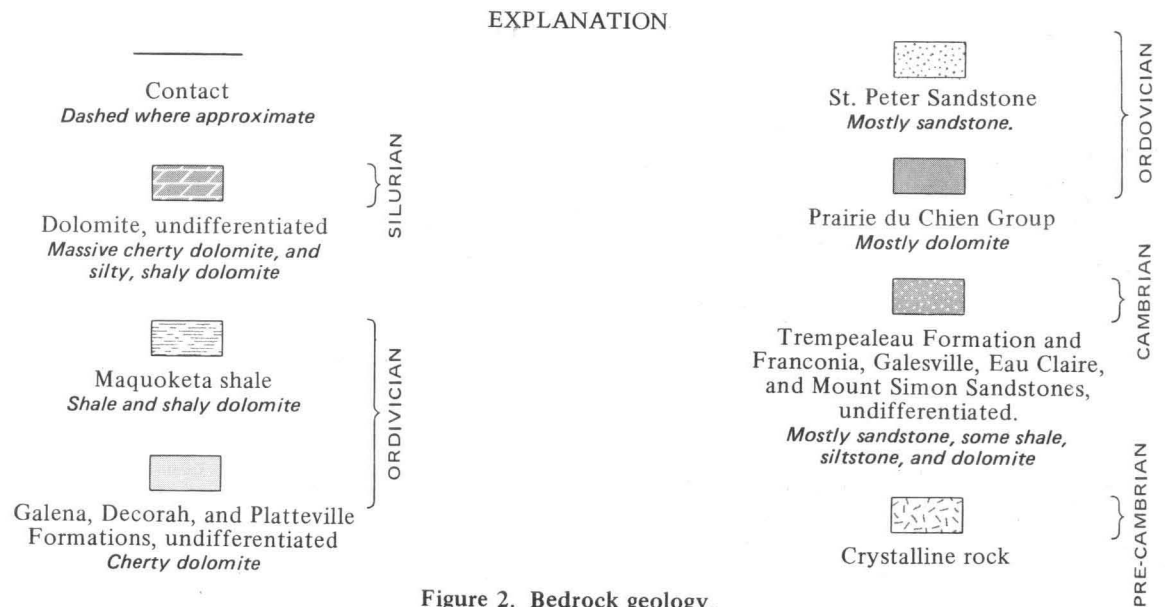 EXPLANATION
Contact
Dashed where approximate
Dolomite, undifferentiated
Massive cherty dolomite, and
silty, shaly dolomite
SILURIAN
Maquoketa shale
Shale and shaly dolomite
Galena, Decorah, and Platteville
Formations, undifferentiated
Cherty dolomite
ORDIVICIAN
St. Peter Sandstone
Mostly sandstone.
Prairie du Chien Group
Mostly dolomite
ORDOVICIAN
Trempealeau Formation and
Franconia, Galesville, Eau Claire,
and Mount Simon Sandstones,
undifferentiated.
Mostly sandstone, some shale,
siltstone, and dolomite
CAMBRIAN
Crystalline rock
PRE-CAMBRIAN
Figure 2. Bedrock geology